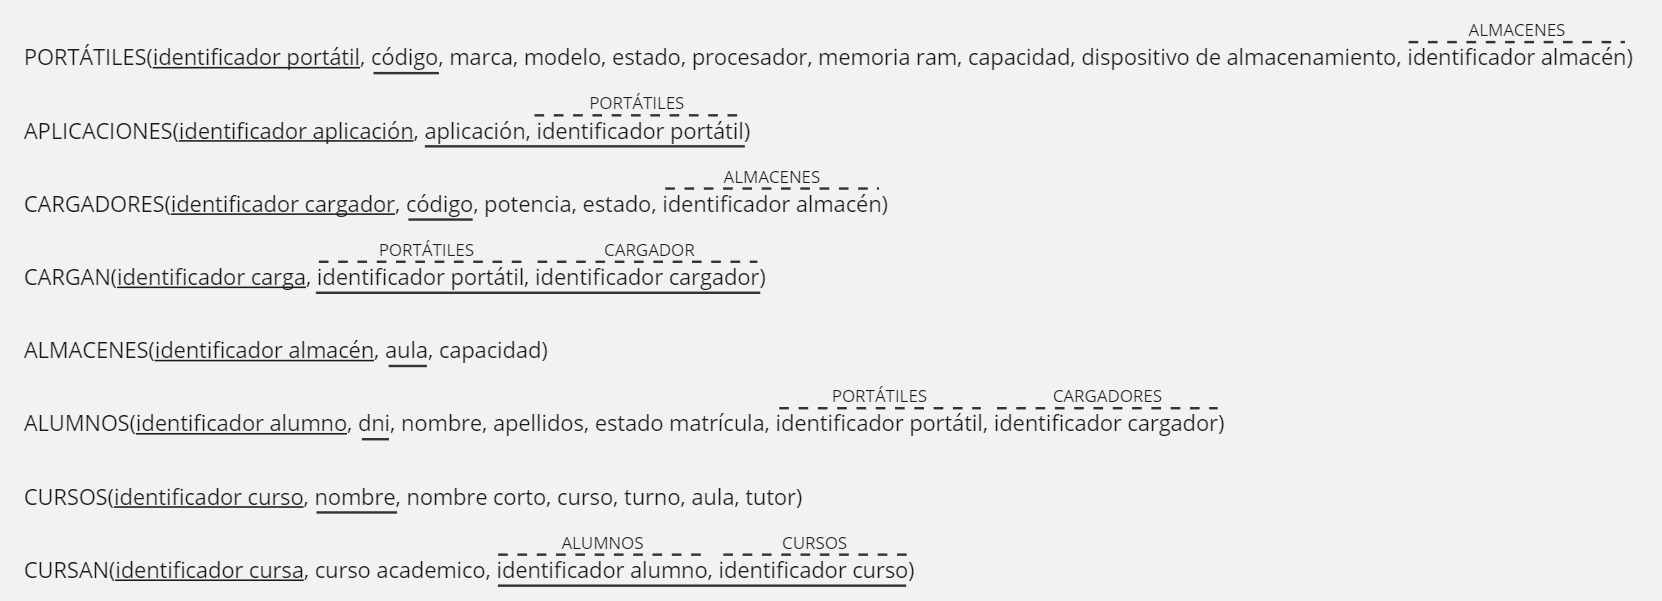 ALMACENES
PORTÁTILES(identificador portátil, código, marca, modelo, estado, procesador, memoria ram, capacidad, dispositivo de almacenamiento, identificador almacén)
PORTÁTILES
APLICACIONES(identificador aplicación, aplicación, identificador portátil)
ALMACENES
CARGADORES(identificador cargador, código, potencia, estado, identificador almacén)
PORTÁTILES CARGADOR
CARGAN(identificador carga, identificador portátil, identificador cargador)
ALMACENES(identificador almacén, aula, capacidad)
PORTÁTILES CARGADORES
ALUMNOS(identificador alumno, dni, nombre, apellidos, estado matrícula, identificador portátil, identificador cargador)
CURSOS(identificador curso, nombre, nombre corto, curso, turno, aula, tutor)
ALUMNOS CURSOS
CURSAN(identificador cursa, curso academico, identificador alumno, identificador curso)